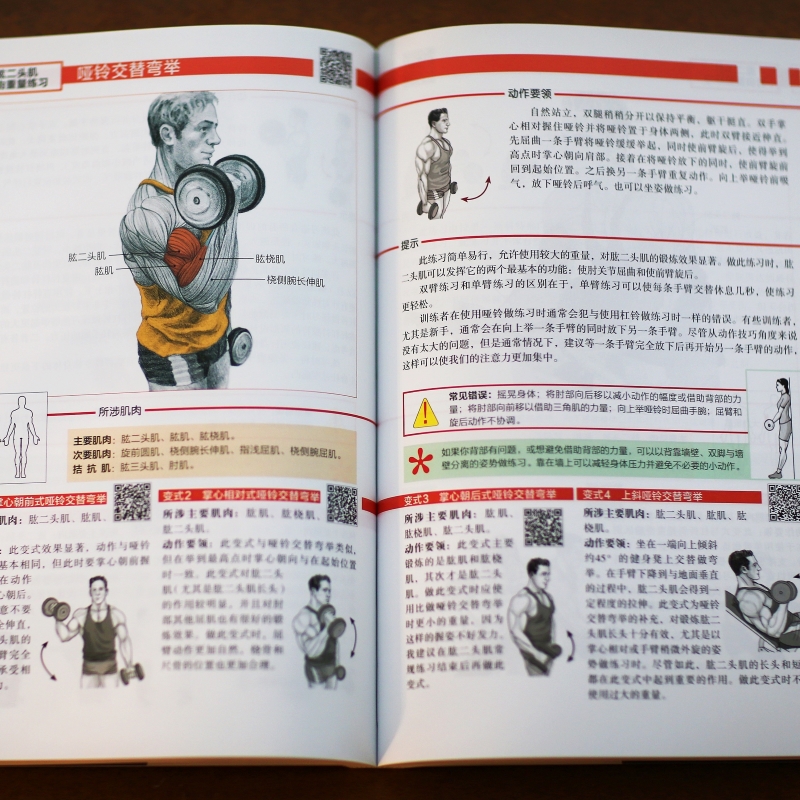 肱二头肌
自重量练习
哑铃交替弯举
肱二头肌
肱肌
肱桡肌
桡侧腕长伸肌
所涉肌肉
主要肌肉：肱二头肌、肱肌、肱桡肌。
次要肌肉：旋前圆肌、桡侧腕长伸肌、指浅屈肌、桡侧腕屈肌。
拮 抗 肌：肱三头肌、肘肌。
掌心朝前式哑铃交替弯举
肌肉：肱二头肌、肱肌、
：此变式效果显著，动作与哑铃
基本相同，但此时要掌心朝前握
在动作
心朝后。
意不要
全伸直，
头肌的
臂完全
承受相
变式2 掌心相对式哑铃交替弯举
所涉主要肌肉：肱肌、肱桡肌、
肱二头肌。
动作要领：此变式与哑铃交替弯举类似，
但在举到最高点时掌心朝向与在起始位置
时一致。此变式对肱二头
肌（尤其是肱二头肌长头）
的作用较明显，并且对肘
部其他屈肌也有很好的锻
炼效果。做此变式时，屈
臂动作更加自然，桡骨和
尺骨的位置也更加合理。
动作要领
自然站立，双腿稍稍分开以保持平衡，躯干挺直。双手掌
心相对握住哑铃并将哑铃置于身体两侧，此时双臂接近伸直。
先屈曲一条手臂将哑铃缓缓举起，同时使前臂旋后，使得举到
高点时掌心朝向肩部。接着在将哑铃放下的同时，使前臂旋前
回到起始位置。之后换另一条手臂重复动作。向上举哑铃前吸
气，放下哑铃后呼气。也可以坐姿做练习。
提示
此练习简单易行，允许使用较大的重量，对肱二头肌的锻炼效果显著。做此练习时，肱
二头肌可以发挥它的两个最基本的功能：使肘关节屈曲和使前臂旋后。
双臂练习和单臂练习的区别在于，单臂练习可以使每条手臂交替休息几秒，使练习
更轻松。
训练者在使用哑铃做练习时通常会犯与使用杠铃做练习时一样的错误。有些训练者，
尤其是新手，通常会在向上举一条手臂的同时放下另一条手臂。尽管从动作技巧角度来说
没有太大的问题，但是通常情况下，建议等一条手臂完全放下后再开始另一条手臂的动作，
这样可以使我们的注意力更加集中。
常见错误：摇晃身体；将肘部向后移以减小动作的幅度或借助背部的力
量；将肘部向前移以借助三角肌的力量；向上举哑铃时屈曲手腕；屈臂和
旋后动作不协调。
如果你背部有问题，或想避免借助背部的力量，可以以背靠墙壁、双脚与墙
壁分离的姿势做练习。靠在墙上可以减轻身体压力并避免不必要的小动作。
变式3 掌心朝后式哑铃交替弯举
所涉主要肌肉：肱肌、
肱桡肌、肱二头肌。
动作要领：此变式主要
锻炼的是肱肌和肱桡
肌，其次才是肱二头
肌。做此变式时应使
用比做哑铃交替弯举
时更小的重量，因为
这样的握姿不好发力。
我建议在肱二头肌常
规练习结束后再做此
变式。
变式4 上斜哑铃交替弯举
所涉主要肌肉：肱二头肌、肱肌、肱
桡肌。
动作要领：坐在一端向上倾斜
约45°的健身凳上交替做弯
举。在手臂下降到与地面垂直
的过程中，肱二头肌会得到一
定程度的拉伸。此变式为哑铃
交替弯举的补充，对锻炼肱二
头肌长头十分有效，尤其是以
掌心相对或手臂稍微外旋的姿
势做练习时。尽管如此，肱二头肌的长头和短
都在此变式中起到重要的作用。做此变式时不
使用过大的重量。